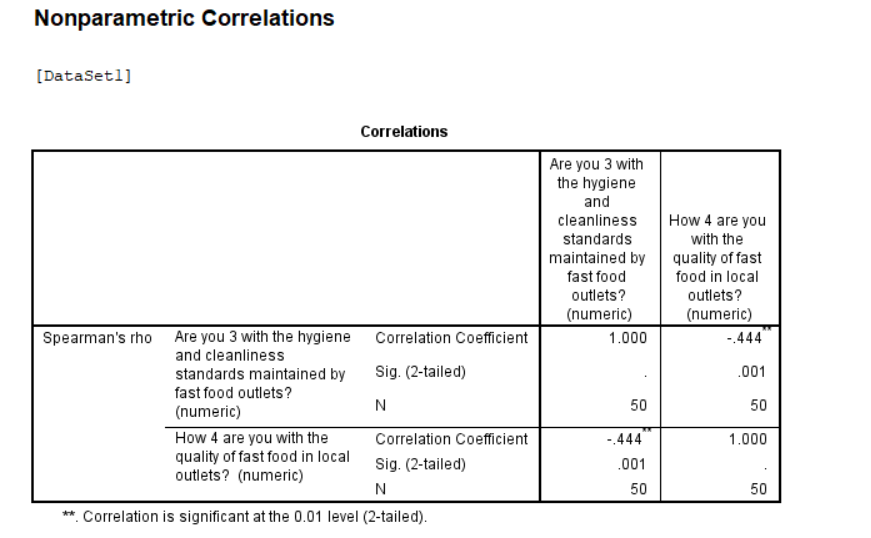 Nonparametric Correlations
[DataSet1]
Correlations
Are you 3 with
the hygiene
and
cleanliness
standards
maintained by
fast food
outlets?
(numeric)
How 4 are you
with the
quality of fast
food in local
outlets?
(numeric)
Spearman's rho
Are you 3 with the hygiene
and cleanliness
standards maintained by
fast food outlets?
(numeric)
Correlation Coefficient 1.000 -.444**
Sig. (2-tailed) . .001
N 50 50
How 4 are you with the
quality of fast food in local
outlets? (numeric)
Correlation Coefficient -.444** 1.000
Sig. (2-tailed) .001 .
N 50 50
**. Correlation is significant at the 0.01 level (2-tailed).